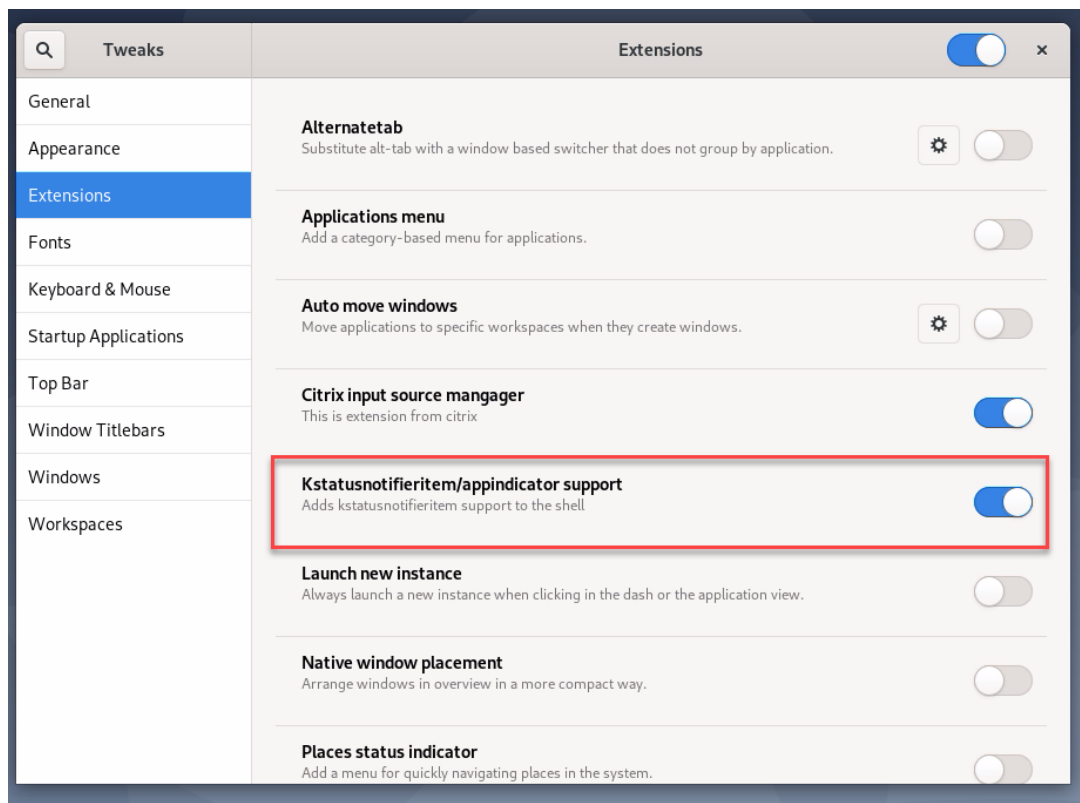 Tweaks
Extensions
General
Appearance
Extensions
Fonts
Keyboard & Mouse
Startup Applications
Top Bar
Window Titlebars
Windows
Workspaces
Alternatetab
Substitute alt-tab with a window based switcher that does not group by application.
Applications menu
Add a category-based menu for applications.
Auto move windows
Move applications to specific workspaces when they create windows.
Citrix input source mangager
This is extension from citrix
Kstatusnotifieritem/appindicator support
Adds kstatusnotifieritem support to the shell
Launch new instance
Always launch a new instance when clicking in the dash or the application view.
Native window placement
Arrange windows in overview in a more compact way.
Places status indicator
Add a menu for quickly navigating places in the system.